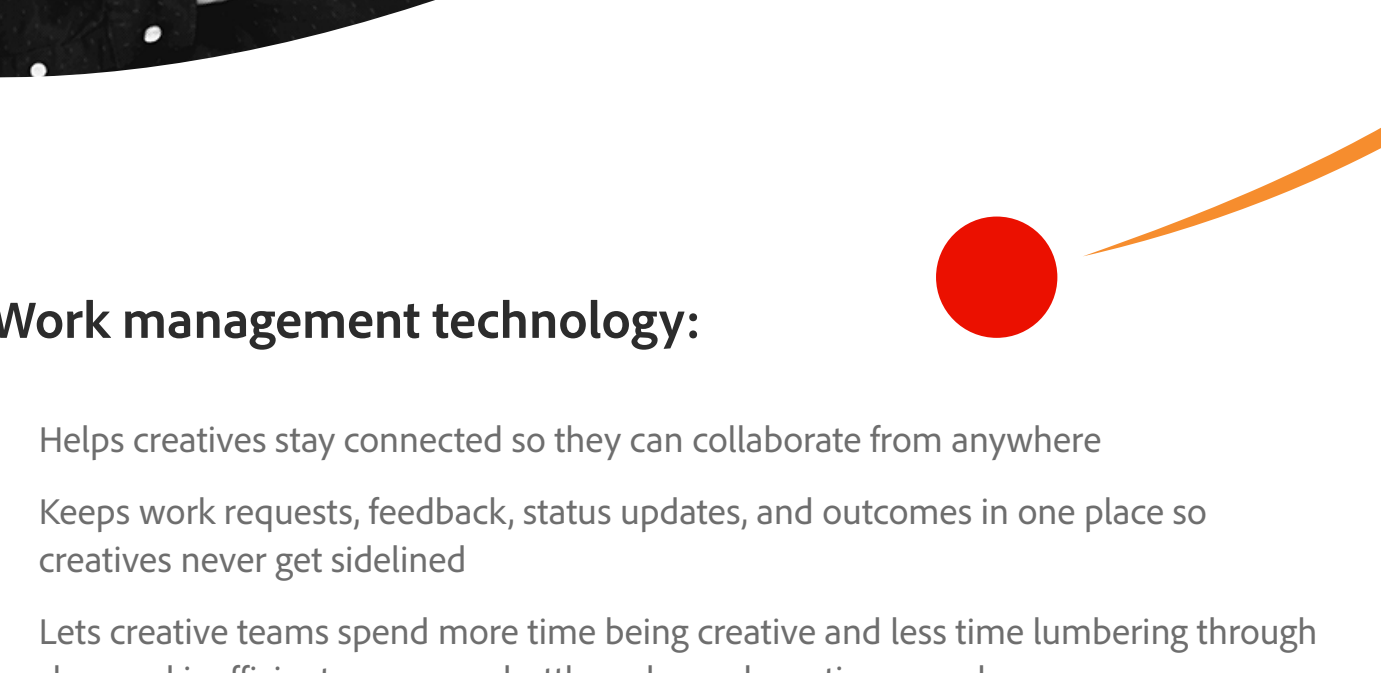 Work management technology:
Helps creatives stay connected so they can collaborate from anywhere
Keeps work requests, feedback, status updates, and outcomes in one place so
creatives never get sidelined
Lets creative teams spend more time being creative and less time lumbering through